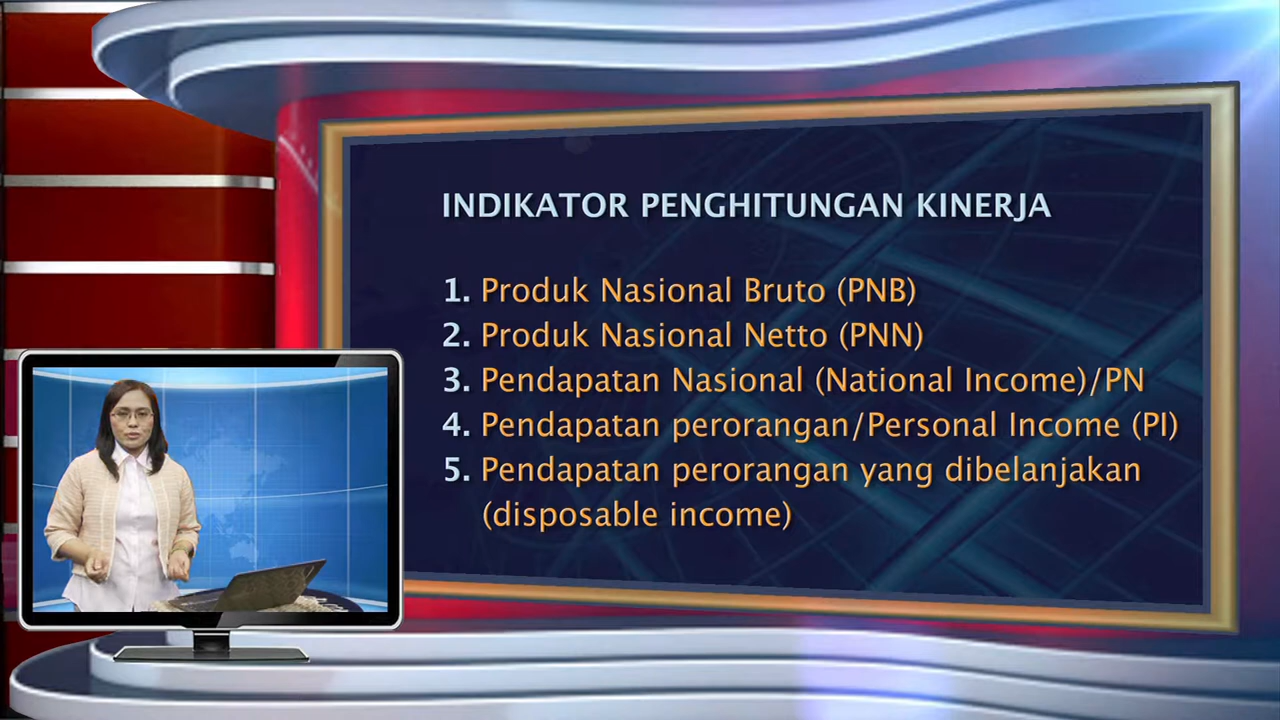 INDIKATOR PENGHITUNGAN KINERJA
1. Produk Nasional Bruto (PNB)
2. Produk Nasional Netto (PNN)
3. Pendapatan Nasional (National Income)/PN
4. Pendapatan perorangan/Personal Income (PI)
5. Pendapatan perorangan yang dibelanjakan
(disposable income)